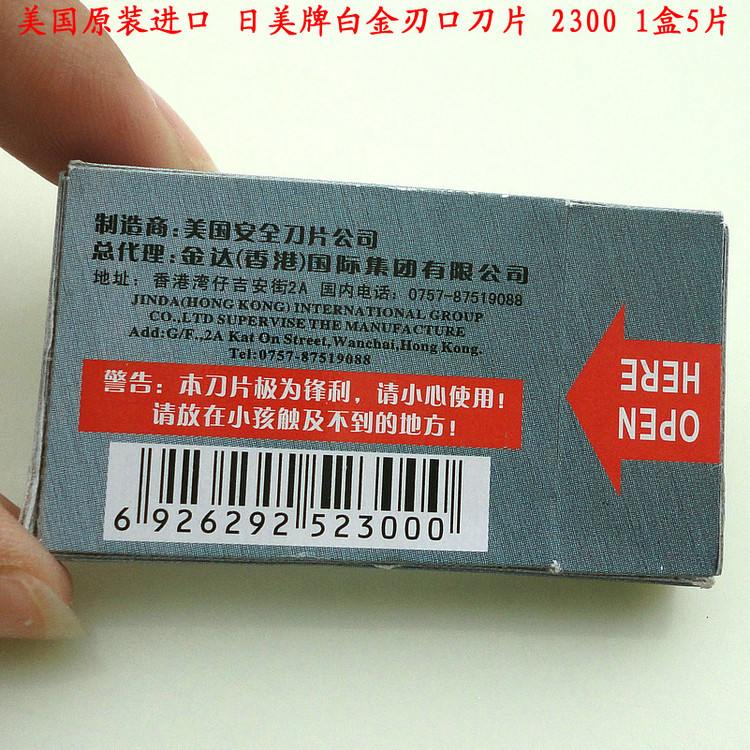 美国原装进口 日美牌白金刃口刀片 2300 1盒5片
制造商:美国安全刀片公司
总代理:金达(香港)国际集团有限公司
地址：香港湾仔吉安街2A 国内电话：0757-87519088
JINDA(HONG KONG) INTERNATIONAL GROUP
CO.,LTD SUPERVISE THE MANUFACTURE
Add:G/F.,2A Kat On Street,Wanchai,Hong Kong.
Tel:0757-87519088
警告：本刀片极为锋利，请小心使用！
请放在小孩触及不到的地方！
OPEN
HERE
6 926292 523000